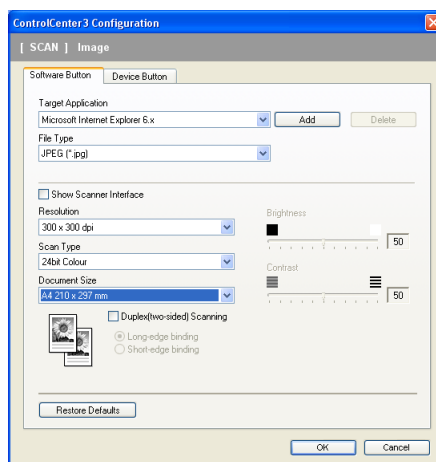 ControlCenter3 Configuration
[ SCAN ] Image
Software Button
Device Button
Target Application
Microsoft Internet Explorer 6.x
Add
Delete
File Type
JPEG (*.jpg)
Show Scanner Interface
Resolution
300 x 300 dpi
Brightness
50
Scan Type
24bit Colour
Contrast
50
Document Size
A4 210 x 297 mm
Duplex(two-sided) Scanning
Long-edge binding
Short-edge binding
Restore Defaults
OK
Cancel